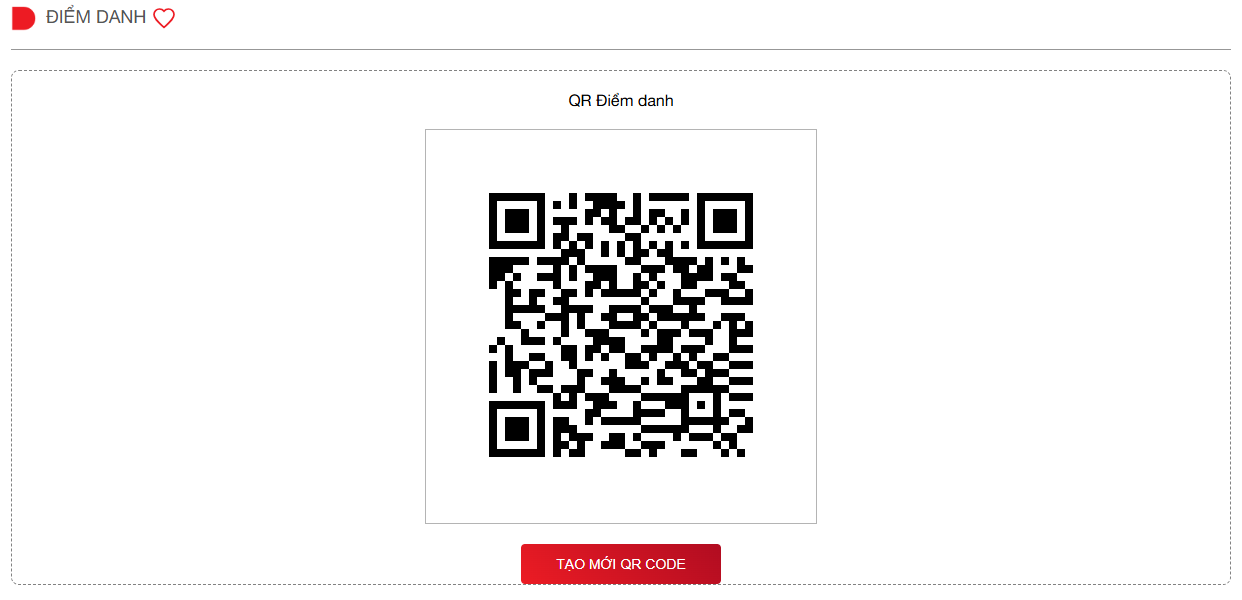 ĐIỂM DANH
QR Điểm danh
TẠO MỚI QR CODE